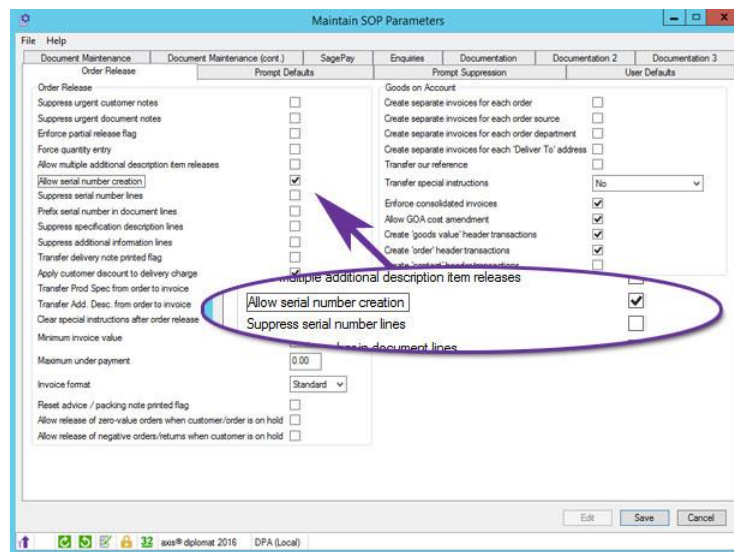 Maintain SOP Parameters
File Help
Document Maintenance Document Maintenance (cont.) SagePay Enquiries Documentation Documentation 2 Documentation 3
Order Release Prompt Defaults Prompt Suppression User Defaults
Order Release
Suppress urgent customer notes
Suppress urgent document notes
Enforce partial release flag
Force quantity entry
Allow multiple additional description item releases
Allow serial number creation
Suppress serial number lines
Prefix serial number in document lines
Suppress specification description lines
Suppress additional information lines
Transfer delivery note printed flag
Apply customer discount to delivery charge
Transfer Prod Spec from order to invoice
Transfer Add. Desc. from order to invoice
Clear special instructions after order release
Minimum invoice value
Maximum under payment 0.00
Invoice format Standard
Reset advice / packing note printed flag
Allow release of zero-value orders when customer/order is on hold
Allow release of negative orders/returns when customer is on hold
Goods on Account
Create separate invoices for each order
Create separate invoices for each order source
Create separate invoices for each order department
Create separate invoices for each 'Deliver To' address
Transfer our reference
Transfer special instructions No
Enforce consolidated invoices
Allow GOA cost amendment
Create 'goods value' header transactions
Create 'order' header transactions
additional description item releases
Allow serial number creation
Suppress serial number lines
in document lines
Edit Save Cancel
32 axis® diplomat 2016 DPA (Local)